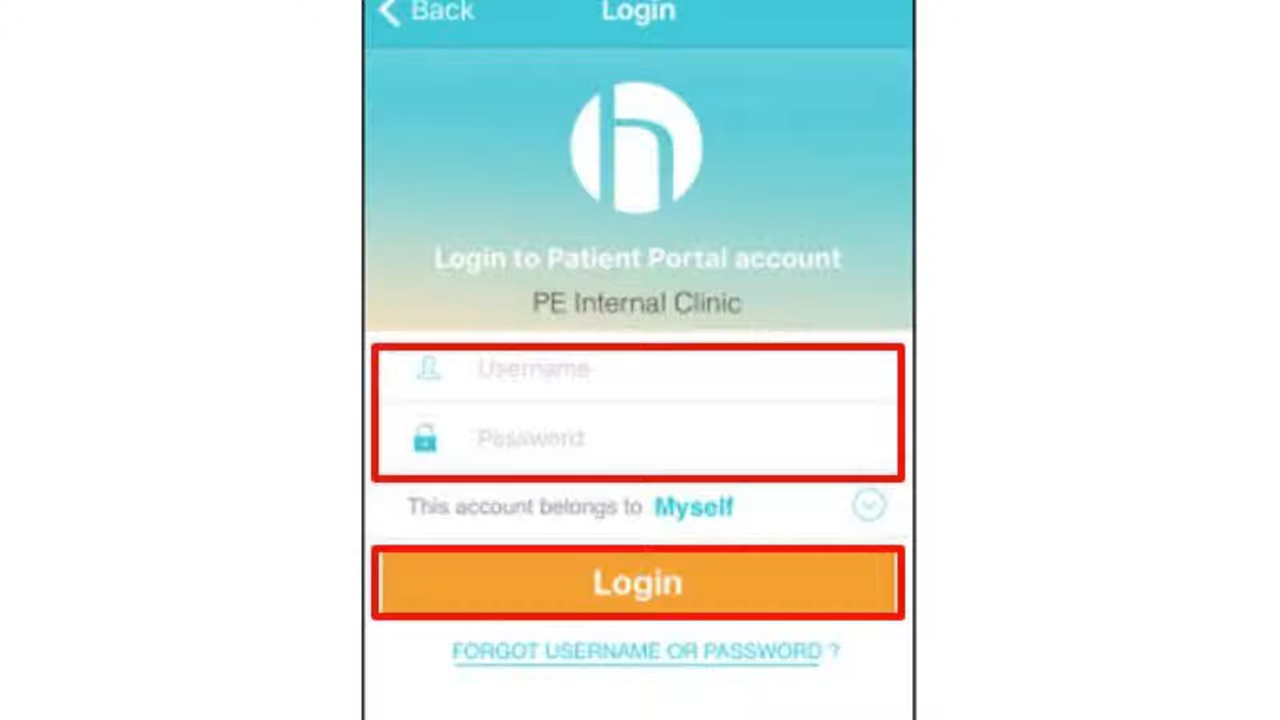 Back
Login
Login to Patient Portal account
PE Internal Clinic
Username
Password
This account belongs to Myself
Login
FORGOT USERNAME OR PASSWORD ?